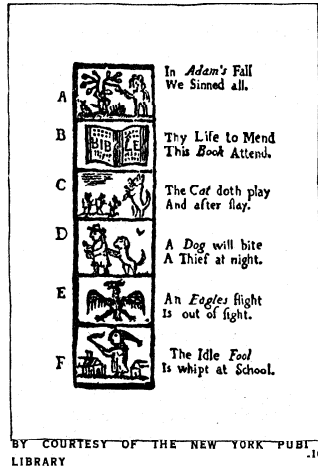 A
In Adam's Fall
We Sinned all.
B
BIBLE
Thy Life to Mend
This Book Attend.
C
The Cat doth play
And after ſlay.
D
A Dog will bite
A Thief at night.
E
An Eagles flight
Is out of ſight.
F
The Idle Fool
Is whipt at School.
BY COURTESY OF THE NEW YORK PUBL
LIBRARY